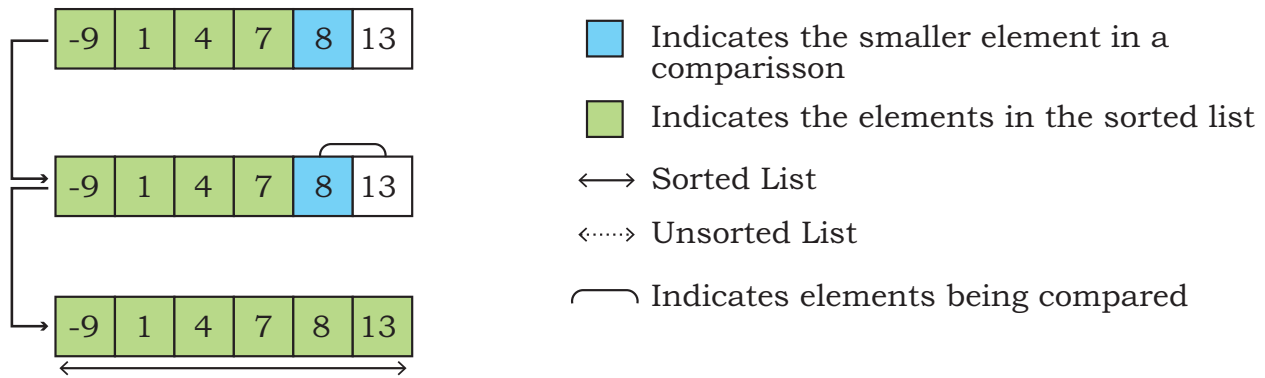 -9 1 4 7 8 13
-9 1 4 7 8 13
-9 1 4 7 8 13
Indicates the smaller element in a
comparisson
Indicates the elements in the sorted list
Sorted List
Unsorted List
Indicates elements being compared